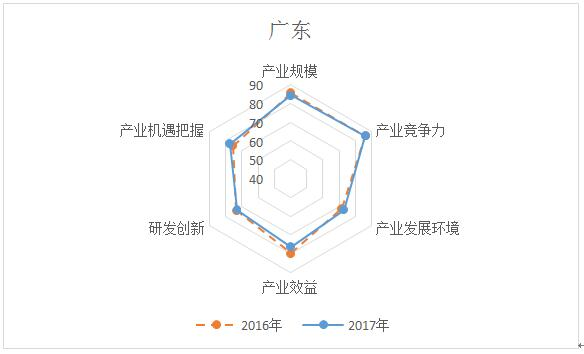 广东
产业规模
90
80
70
60
50
40
产业机遇把握
产业竞争力
研发创新
产业发展环境
产业效益
2016年
2017年